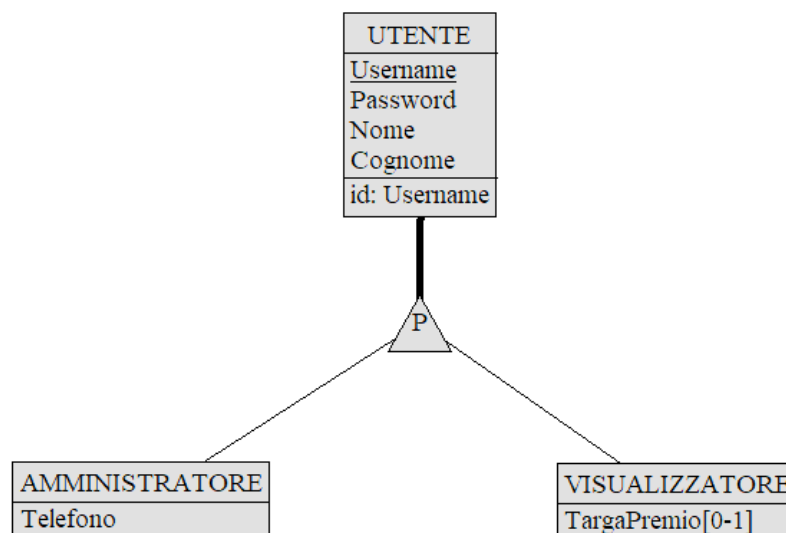 UTENTE
Username
Password
Nome
Cognome
id: Username
P
AMMINISTRATORE
Telefono
VISUALIZZATORE
TargaPremio[0-1]